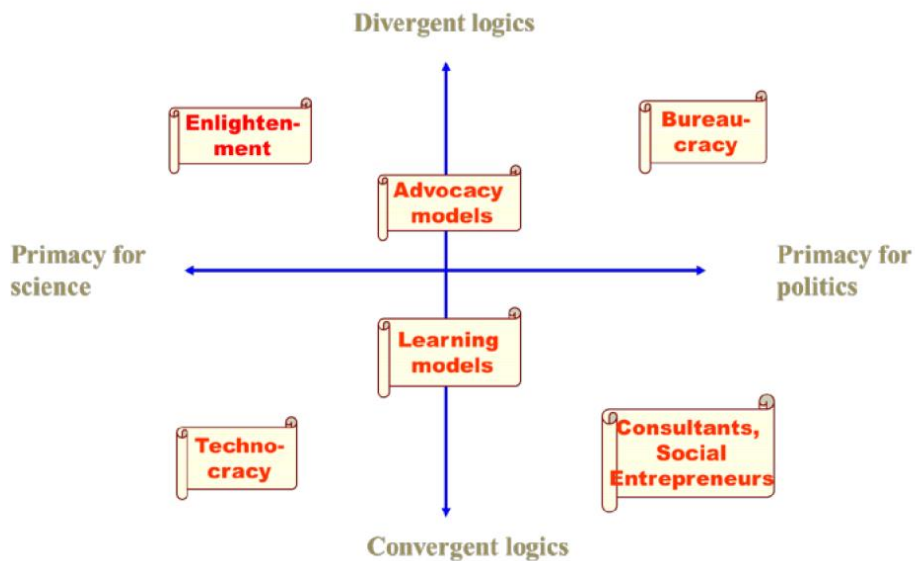 Divergent logics
Enlighten-
ment
Bureau-
cracy
Advocacy
models
Primacy for
science
Primacy for
politics
Learning
models
Techno-
cracy
Consultants,
Social
Entrepreneurs
Convergent logics